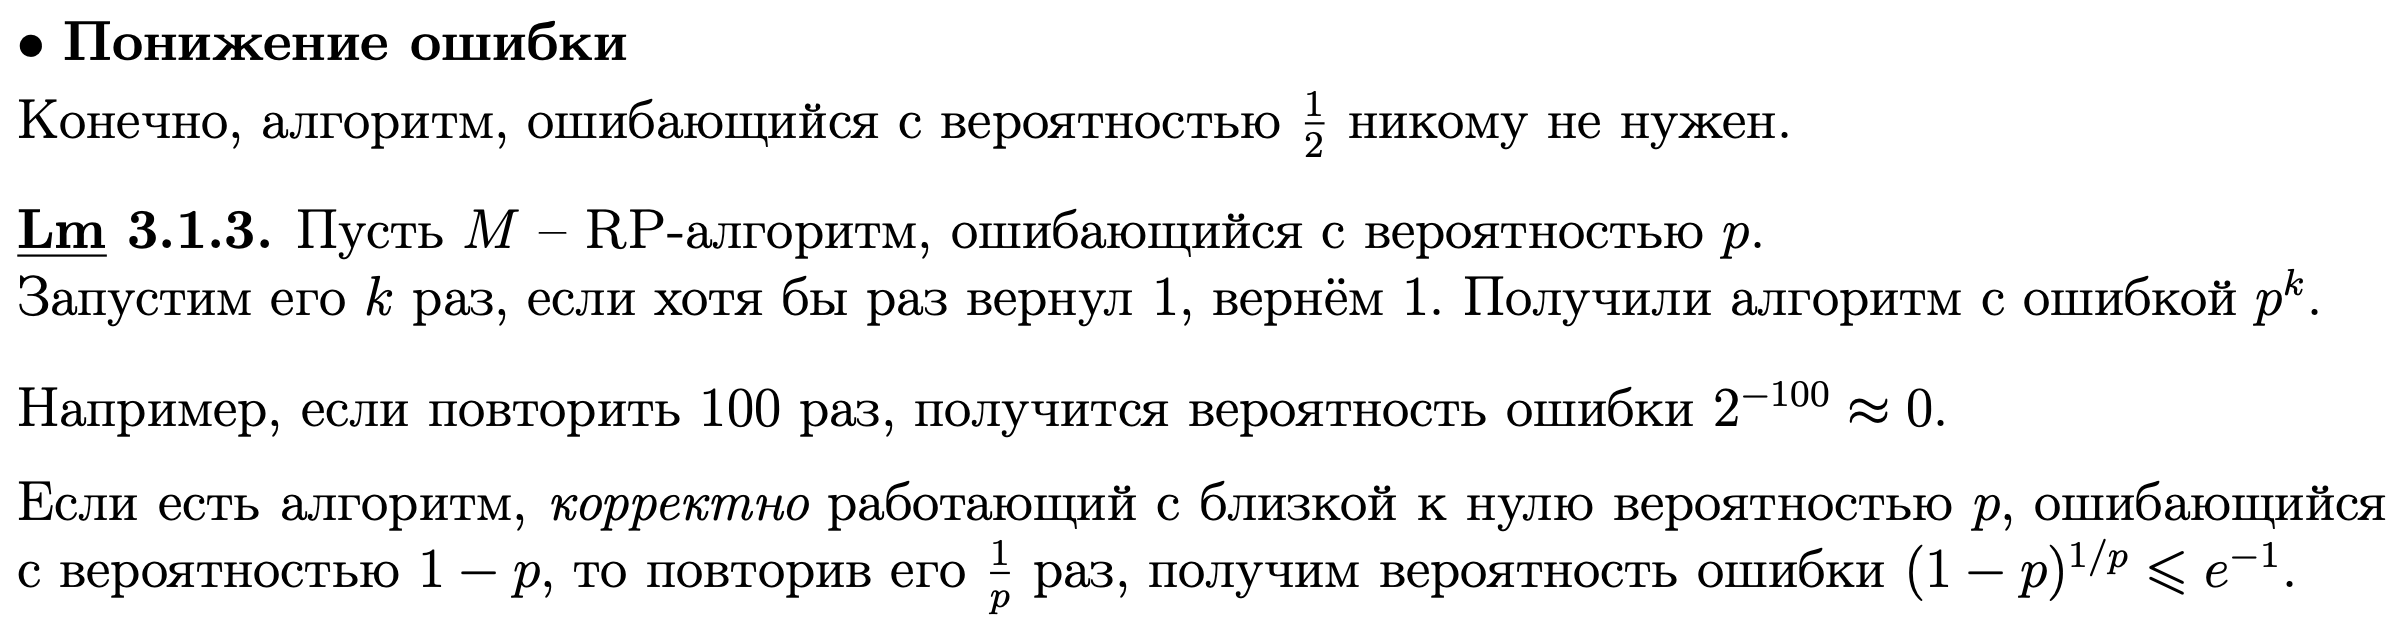 • Понижение ошибки
Конечно, алгоритм, ошибающийся с вероятностью $\frac{1}{2}$ никому не нужен.
Lm 3.1.3. Пусть $M$ – RP-алгоритм, ошибающийся с вероятностью $p$.
Запустим его $k$ раз, если хотя бы раз вернул 1, вернём 1. Получили алгоритм с ошибкой $p^k$.
Например, если повторить 100 раз, получится вероятность ошибки $2^{-100} \approx 0$.
Если есть алгоритм, корректно работающий с близкой к нулю вероятностью $p$, ошибающийся
с вероятностью $1 - p$, то повторив его $\frac{1}{p}$ раз, получим вероятность ошибки $(1 - p)^{1/p} \leqslant e^{-1}$.